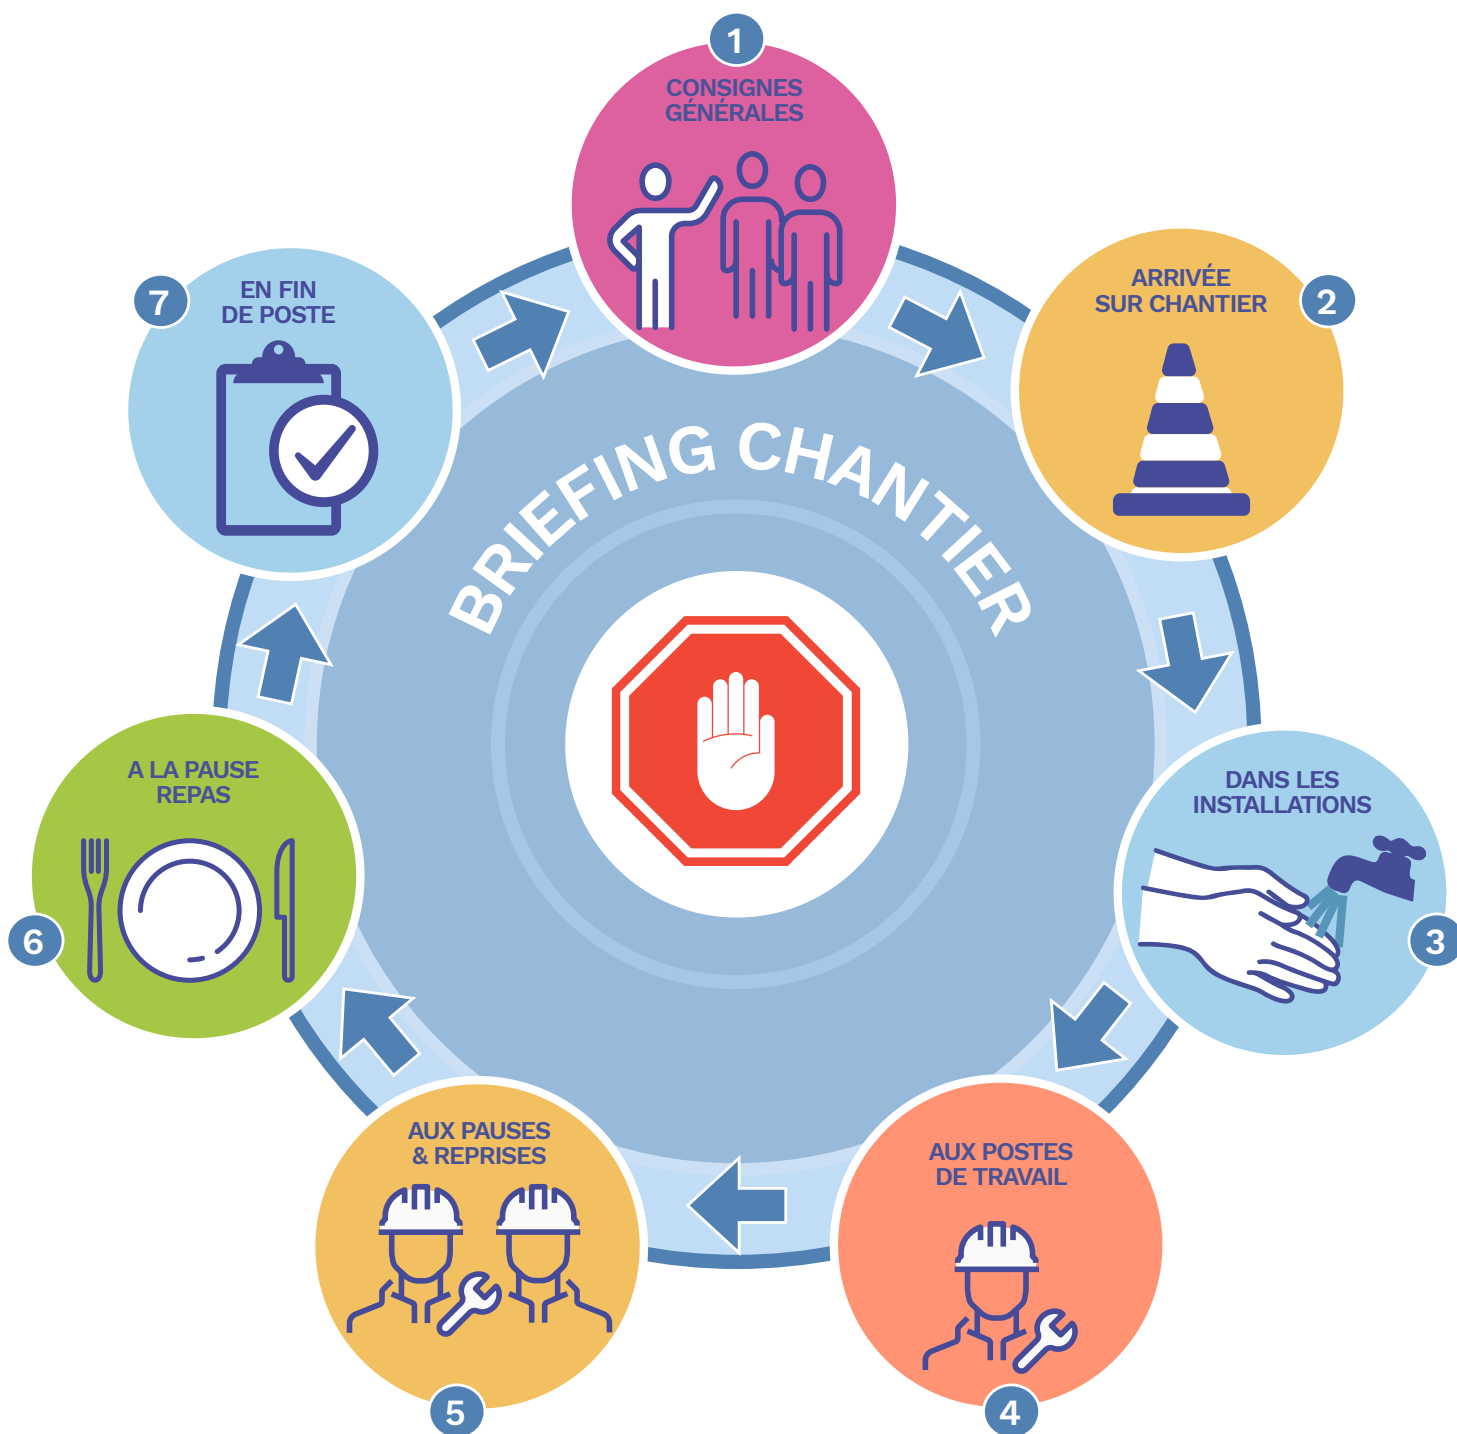 1
CONSIGNES
GÉNÉRALES
ARRIVÉE
SUR CHANTIER
2
7
EN FIN
DE POSTE
BRIEFING CHANTIER
A LA PAUSE
REPAS
6
DANS LES
INSTALLATIONS
3
AUX PAUSES
& REPRISES
5
AUX POSTES
DE TRAVAIL
4